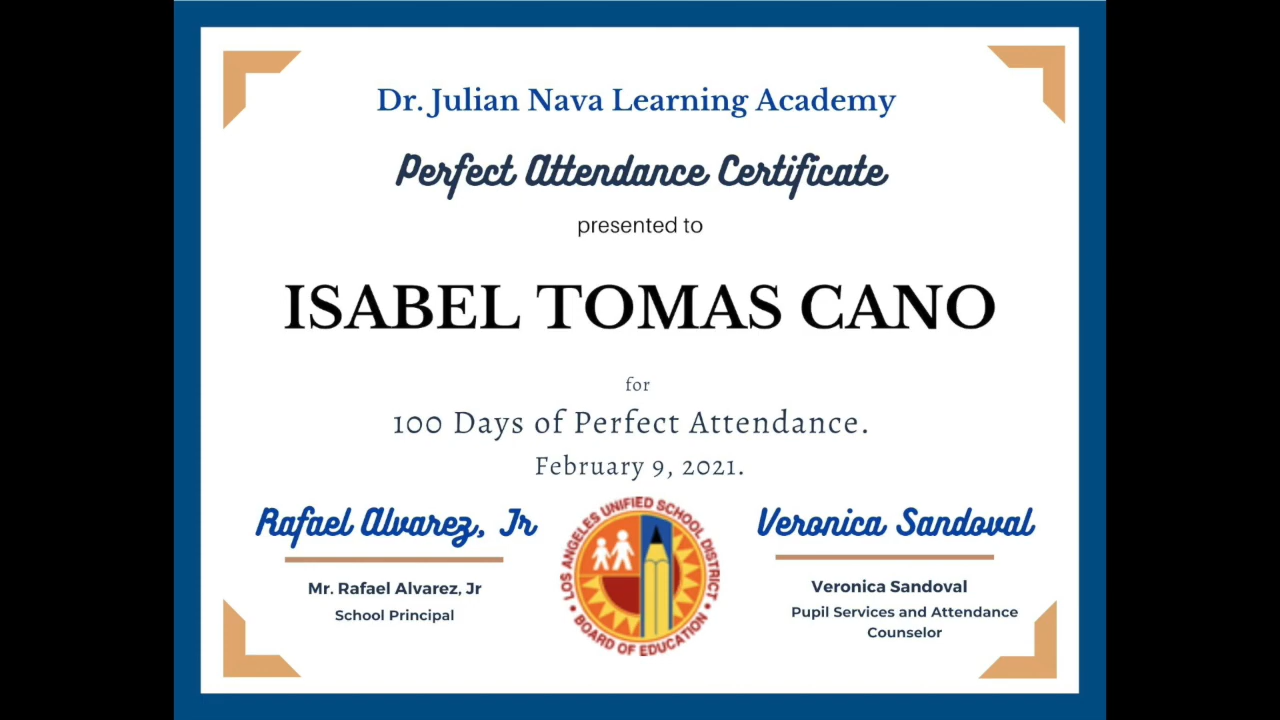 Dr. Julian Nava Learning Academy
Perfect Attendance Certificate
presented to
ISABEL TOMAS CANO
for
100 Days of Perfect Attendance.
February 9, 2021.
Rafael Alvarez, Jr
Mr. Rafael Alvarez, Jr
School Principal
LOS ANGELES UNIFIED SCHOOL DISTRICT
• BOARD OF EDUCATION •
Veronica Sandoval
Veronica Sandoval
Pupil Services and Attendance
Counselor